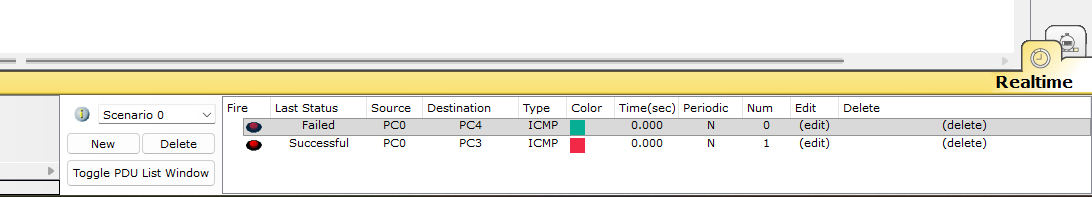 Realtime
Fire Last Status Source Destination Type Color Time(sec) Periodic Num Edit Delete
Scenario 0
Failed PC0 PC4 ICMP 0.000 N 0 (edit) (delete)
New Delete
Successful PC0 PC3 ICMP 0.000 N 1 (edit) (delete)
Toggle PDU List Window